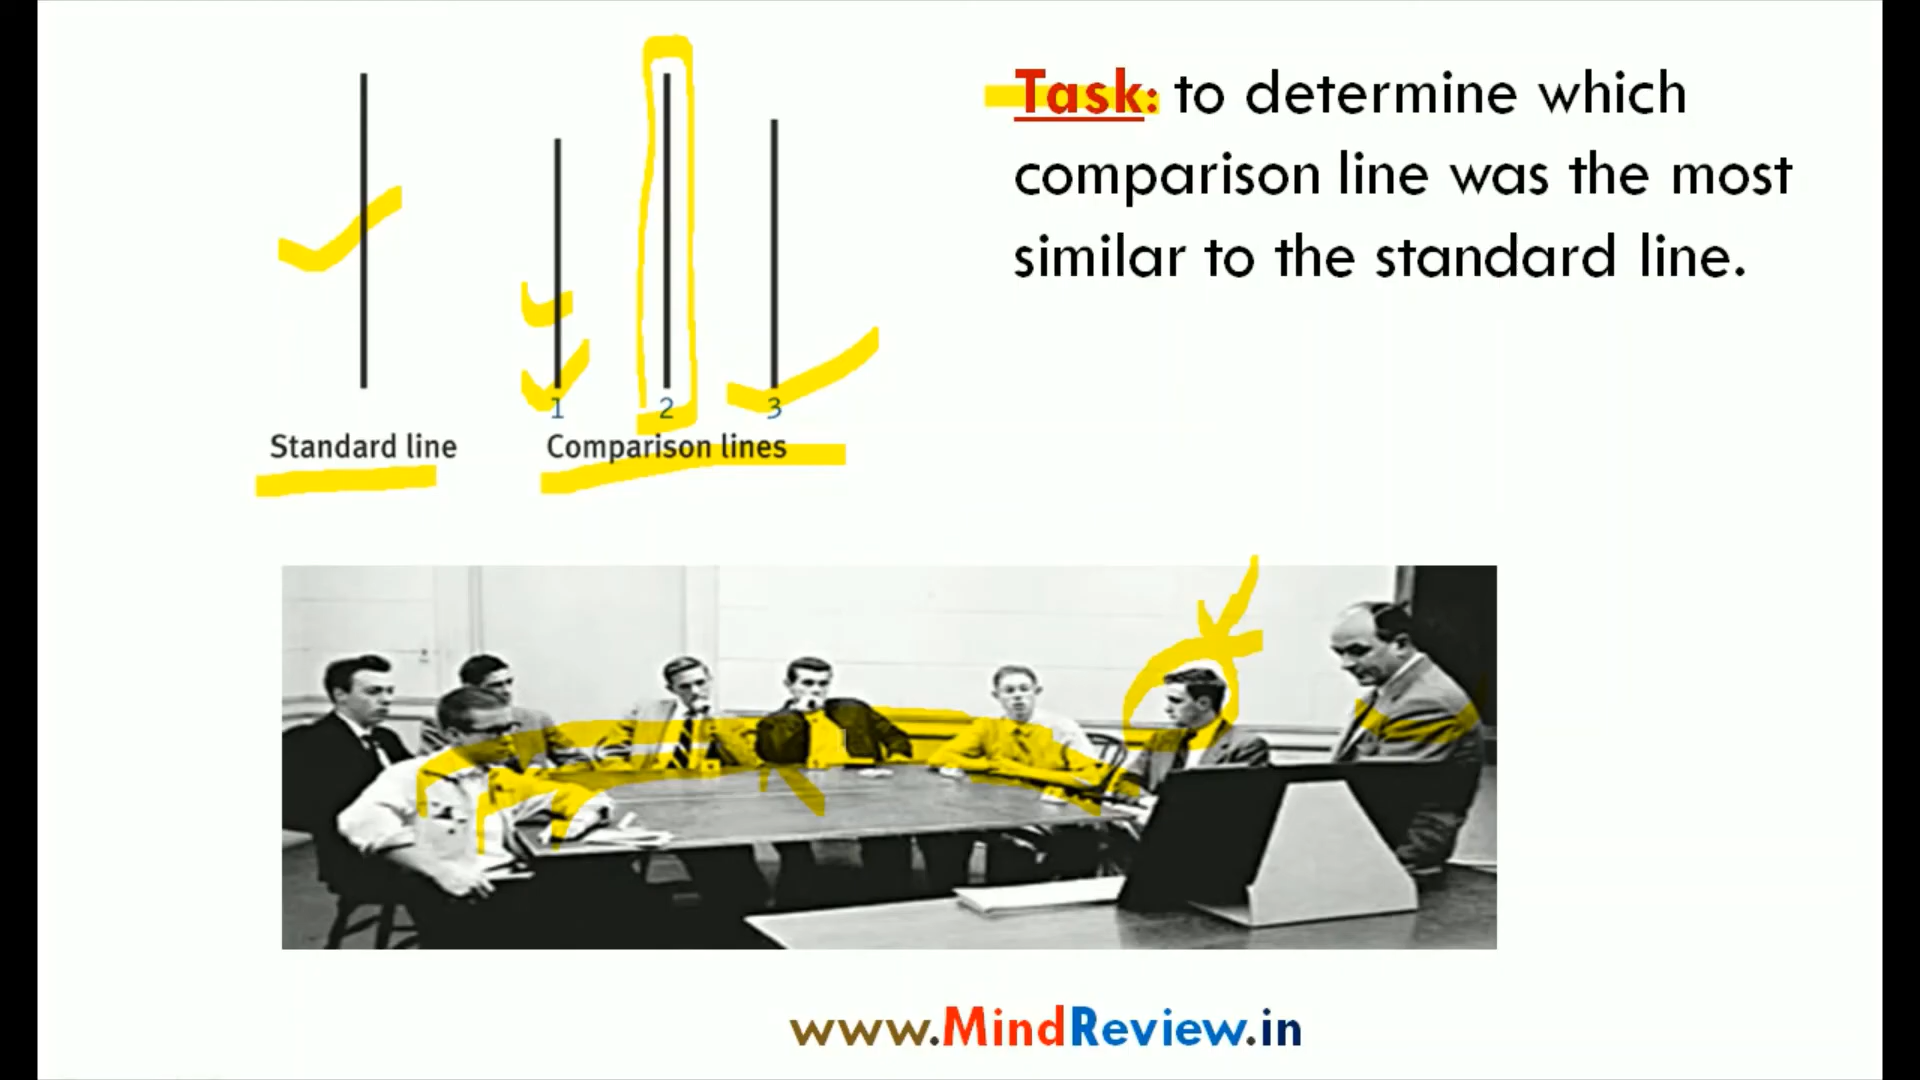 Task: to determine which
comparison line was the most
similar to the standard line.
1 2 3
Standard line Comparison lines
www.MindReview.in